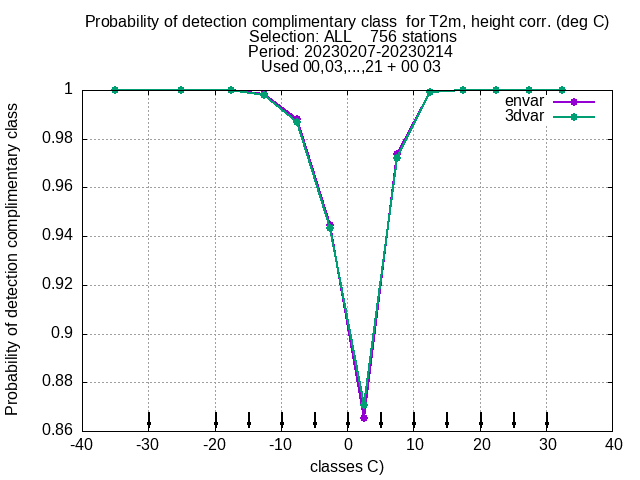 Probability of detection complimentary class  for T2m, height corr. (deg C)
Selection: ALL    756 stations
Period: 20230207-20230214
Used 00,03,...,21 + 00 03
envar
3dvar
Probability of detection complimentary class
1
0.98
0.96
0.94
0.92
0.9
0.88
0.86
-40 -30 -20 -10 0 10 20 30 40
classes C)